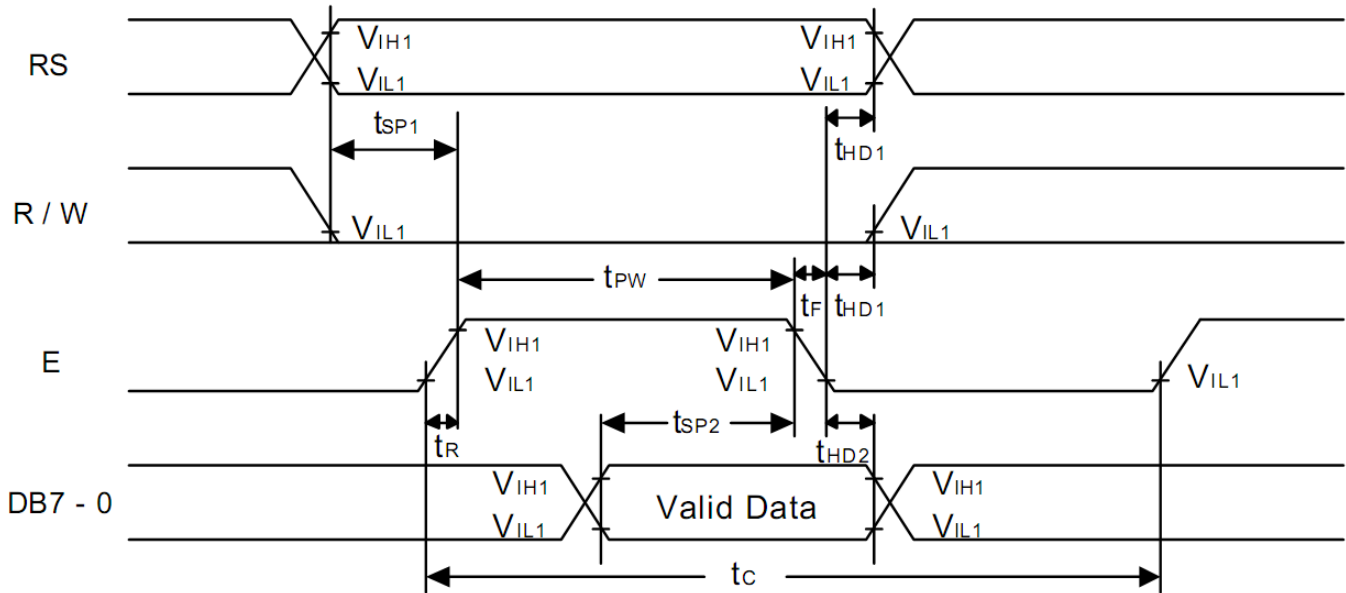 RS
VIH1
VIH1
VIL1
VIL1
tSP1
tHD1
R / W
VIL1
VIL1
tPW
tF
tHD1
E
VIH1
VIH1
VIL1
VIL1
VIL1
tR
tSP2
tHD2
DB7 - 0
VIH1
Valid Data
VIH1
VIL1
VIL1
tC